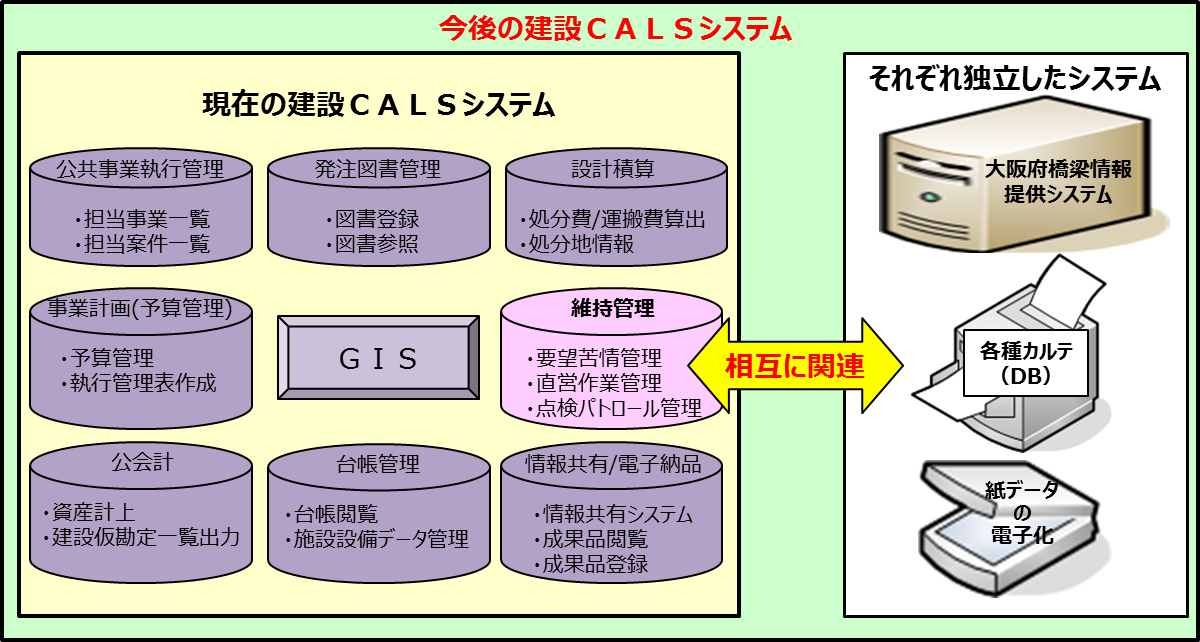 今後の建設ＣＡＬＳシステム
現在の建設ＣＡＬＳシステム
公共事業執行管理
・担当事業一覧
・担当案件一覧
発注図書管理
・図書登録
・図書参照
設計積算
・処分費/運搬費算出
・処分地情報
事業計画(予算管理)
・予算管理
・執行管理表作成
ＧＩＳ
維持管理
・要望苦情管理
・直営作業管理
・点検パトロール管理
公会計
・資産計上
・建設仮勘定一覧出力
台帳管理
・台帳閲覧
・施設設備データ管理
情報共有/電子納品
・情報共有システム
・成果品閲覧
・成果品登録
相互に関連
それぞれ独立したシステム
大阪府橋梁情報
提供システム
各種カルテ
（DB）
紙データ
の
電子化